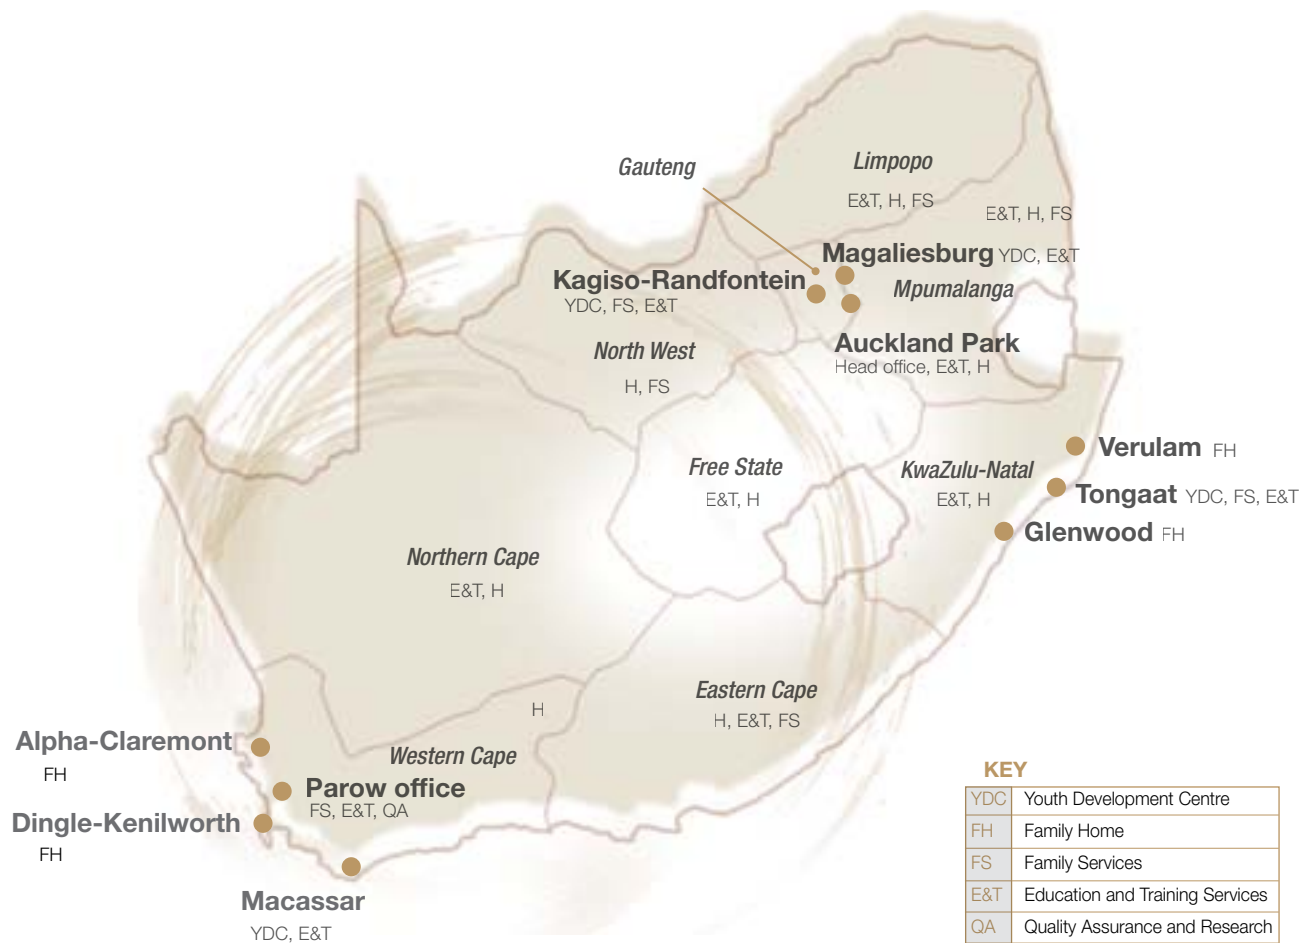 Limpopo
E&T, H, FS
Gauteng
E&T, H, FS
Magaliesburg YDC, E&T
Kagiso-Randfontein
YDC, FS, E&T
Mpumalanga
Auckland Park
Head office, E&T, H
North West
H, FS
Verulam FH
Free State
E&T, H
KwaZulu-Natal
E&T, H
Tongaat YDC, FS, E&T
Glenwood FH
Northern Cape
E&T, H
Eastern Cape
H, E&T, FS
H
Western Cape
Alpha-Claremont
FH
Parow office
FS, E&T, QA
Dingle-Kenilworth
FH
Macassar
YDC, E&T
KEY
YDC Youth Development Centre
FH Family Home
FS Family Services
E&T Education and Training Services
QA Quality Assurance and Research